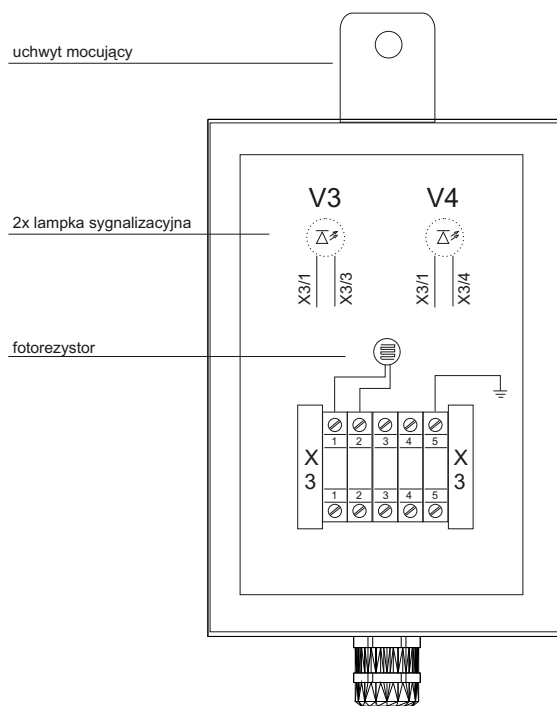 uchwyt mocujący
V3 V4
2x lampka sygnalizacyjna
X3/1 X3/3 X3/1 X3/4
fotorezystor
1 2 3 4 5
X 3 X 3
1 2 3 4 5